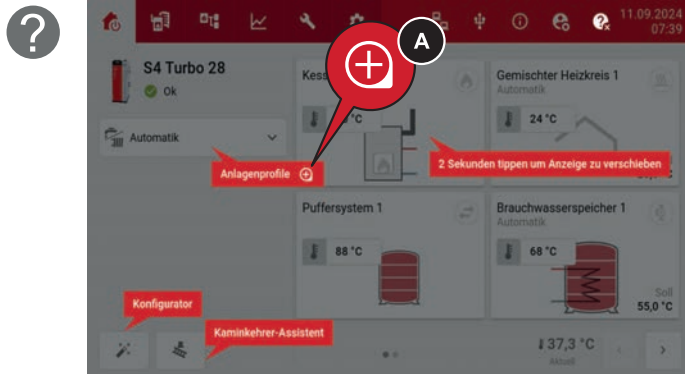 ?
11.09.2024
07:39
A
S4 Turbo 28
Ok
Automatik
Anlagenprofile
Kess
°C
Gemischter Heizkreis 1
Automatik
24 °C
2 Sekunden tippen um Anzeige zu verschieben
°C
Puffersystem 1
88 °C
Brauchwasserspeicher 1
Automatik
68 °C
Soll
55,0 °C
Konfigurator
Kaminkehrer-Assistent
37,3 °C
Aktuell